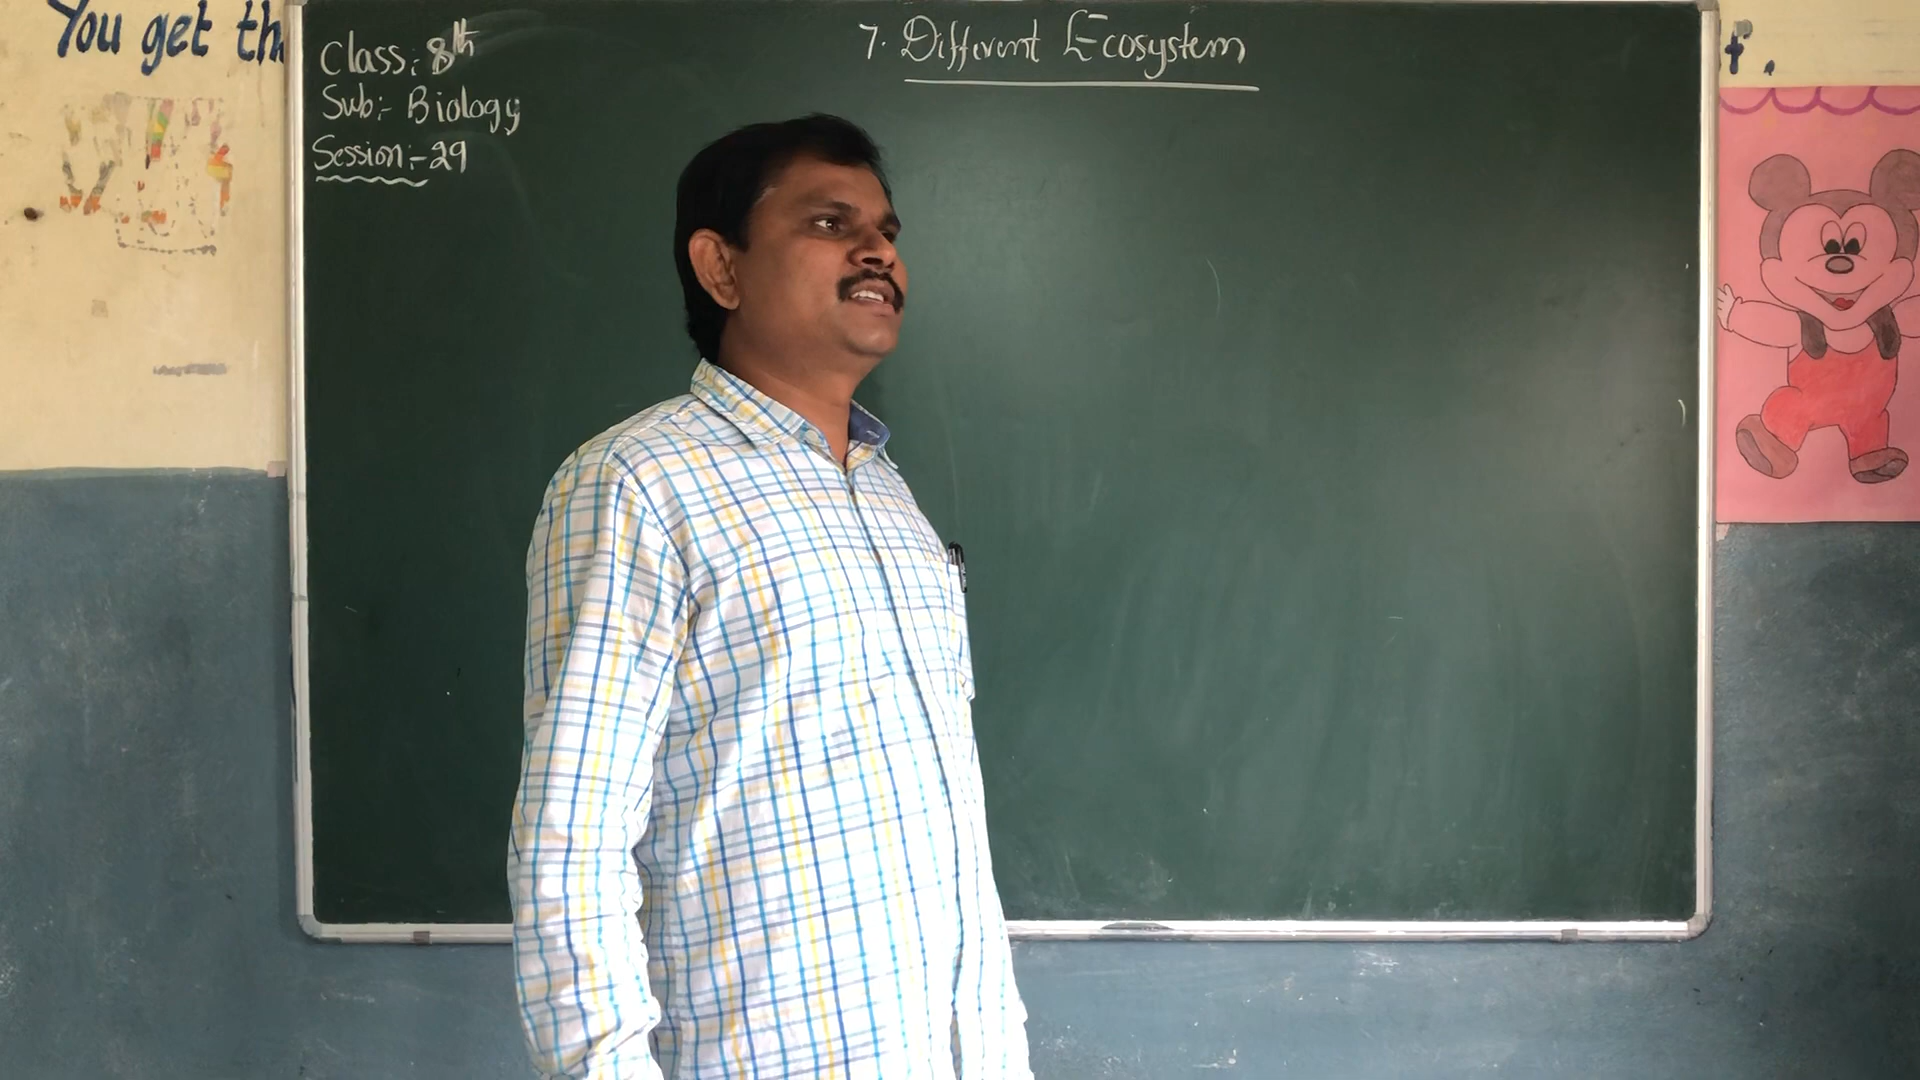 You get th
f.
Class: 8th
Sub:- Biology
Session:-29
7. Different Ecosystem